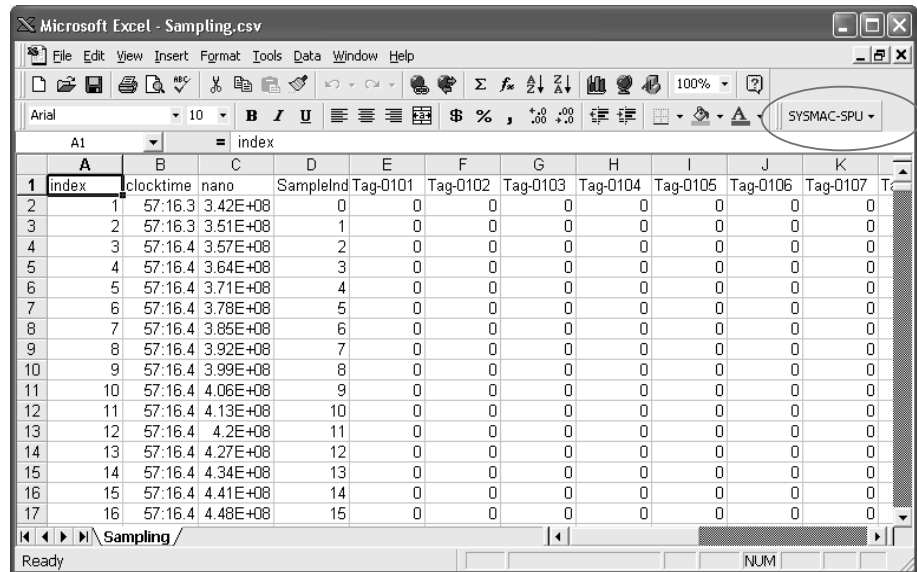 Microsoft Excel - Sampling.csv
File Edit View Insert Format Tools Data Window Help
100%
Arial 10 B I U $ % , SYSMAC-SPU
A1 = index
A B C D E F G H I J K
1 index clocktime nano SampleInd Tag-0101 Tag-0102 Tag-0103 Tag-0104 Tag-0105 Tag-0106 Tag-0107
2 1 57:16.3 3.42E+08 0 0 0 0 0 0 0 0
3 2 57:16.3 3.51E+08 1 0 0 0 0 0 0 0
4 3 57:16.4 3.57E+08 2 0 0 0 0 0 0 0
5 4 57:16.4 3.64E+08 3 0 0 0 0 0 0 0
6 5 57:16.4 3.71E+08 4 0 0 0 0 0 0 0
7 6 57:16.4 3.78E+08 5 0 0 0 0 0 0 0
8 7 57:16.4 3.85E+08 6 0 0 0 0 0 0 0
9 8 57:16.4 3.92E+08 7 0 0 0 0 0 0 0
10 9 57:16.4 3.99E+08 8 0 0 0 0 0 0 0
11 10 57:16.4 4.06E+08 9 0 0 0 0 0 0 0
12 11 57:16.4 4.13E+08 10 0 0 0 0 0 0 0
13 12 57:16.4 4.2E+08 11 0 0 0 0 0 0 0
14 13 57:16.4 4.27E+08 12 0 0 0 0 0 0 0
15 14 57:16.4 4.34E+08 13 0 0 0 0 0 0 0
16 15 57:16.4 4.41E+08 14 0 0 0 0 0 0 0
17 16 57:16.4 4.48E+08 15 0 0 0 0 0 0 0
Sampling
Ready NUM